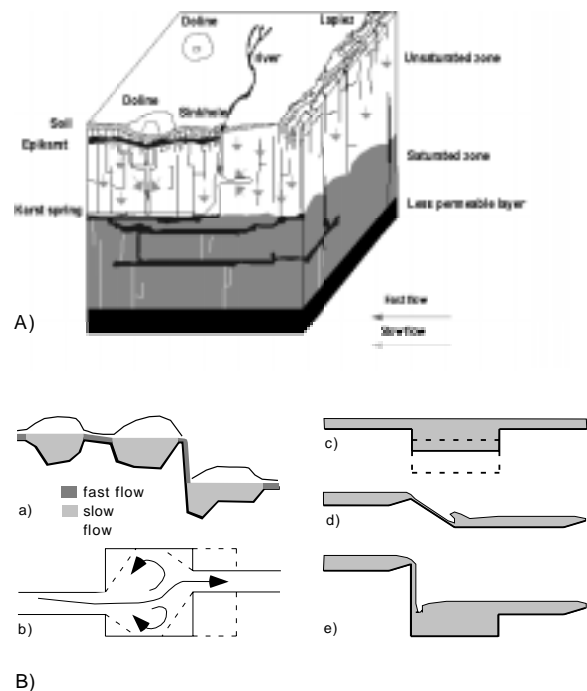 Doline
Lapiez
river
Unsaturated zone
Doline
Sinkhole
Soil
Epikarst
Saturated zone
Karst spring
Less permeable layer
Fast flow
Slow flow
A)
c)
fast flow
slow
flow
a)
d)
b)
e)
B)